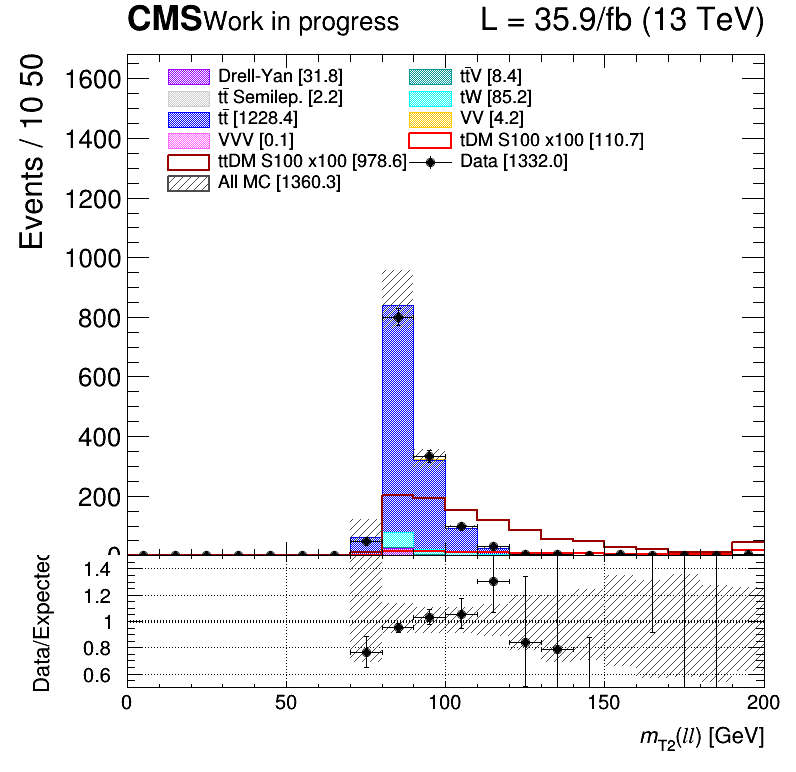 CMS Work in progress L = 35.9/fb (13 TeV)
Events / 10 50
1600
1400
1200
1000
800
600
400
200
0
Drell-Yan [31.8]
tt̄V [8.4]
tt̄ Semilep. [2.2]
tW [85.2]
tt̄ [1228.4]
VV [4.2]
VVV [0.1]
tDM S100 x100 [110.7]
ttDM S100 x100 [978.6]
Data [1332.0]
All MC [1360.3]
Data/Expected
1.4
1.2
1
0.8
0.6
0 50 100 150 200
m_T2(ll) [GeV]